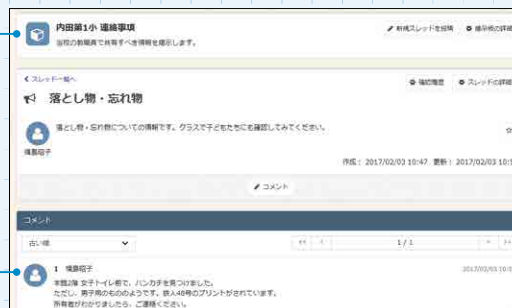 内田第1小 連絡事項
当校の教職員で共有すべき情報を掲示します。
新規スレッドを投稿
掲示板の詳細
スレッド一覧へ
確認履歴
スレッドの詳細
落とし物・忘れ物
落とし物・忘れ物についての情報です。クラスで子どもたちにも確認してみてください。
作成： 2017/02/03 10:47 更新： 2017/02/03 10:
コメント
コメント
古い順
1 / 1
1
本館2階 女子トイレ前で、ハンカチを見つけました。
ただし、男子用のもののようです。鉄人48号のプリントがされています。
所有者がわかりましたら、ご連絡ください。